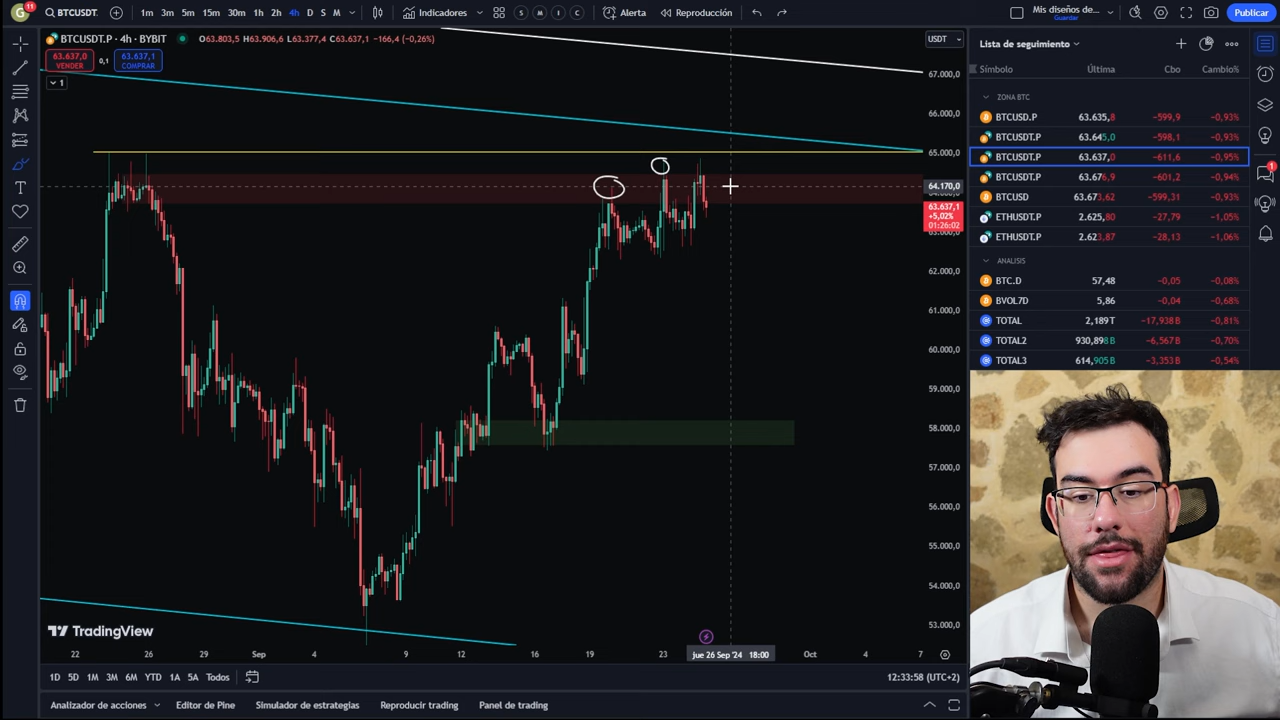 G 11 BTCUSDT. 1m 3m 5m 15m 30m 1h 2h 4h D S M Indicadores S M I C Alerta Reproducción Mis diseños de... Guardar Publicar
BTCUSDT.P · 4h · BYBIT O63.803,5 H63.906,6 L63.377,4 C63.637,1 −166,4 (−0,26%) USDT
63.637,0 VENDER 0,1 63.637,1 COMPRAR
1
67.000,0
66.000,0
65.000,0
64.170,0
63.637,1
+5,02%
01:26:02
62.000,0
61.000,0
60.000,0
59.000,0
58.000,0
57.000,0
56.000,0
55.000,0
54.000,0
53.000,0
Lista de seguimiento
Símbolo Última Cbo Cambio%
ZONA BTC
BTCUSD.P 63.635,8 −599,9 −0,93%
BTCUSDT.P 63.645,0 −598,1 −0,93%
BTCUSDT.P 63.637,0 −611,6 −0,95%
BTCUSDT.P 63.676,9 −601,2 −0,94%
BTCUSD 63.673,62 −593,31 −0,92%
ETHUSDT.P 2.625,80 −27,79 −1,05%
ETHUSDT.P 2.623,87 −28,13 −1,06%
ANALISIS
BTC.D 57,48 −0,05 −0,08%
BVOL7D 5,86 −0,04 −0,68%
TOTAL 2,189T −17,938B −0,81%
TOTAL2 930,898B −6,567B −0,70%
TOTAL3 614,905B −3,353B −0,54%
1
TradingView
22 26 29 Sep 4 9 12 16 19 23 jue 26 Sep '24 18:00 Oct 4 7
1D 5D 1M 3M 6M YTD 1A 5A Todos 12:33:58 (UTC+2)
Analizador de acciones Editor de Pine Simulador de estrategias Reproducir trading Panel de trading